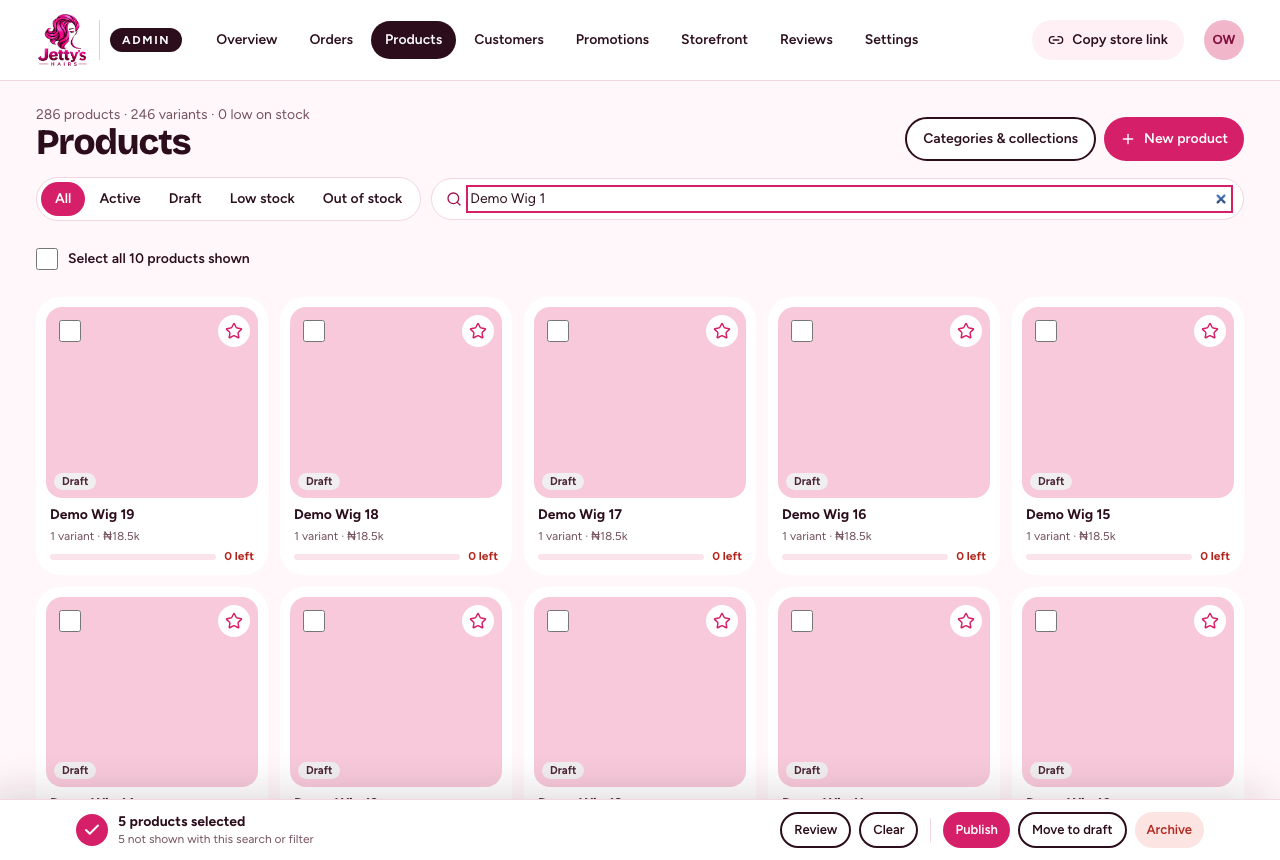 Jetty's
HAIRS
ADMIN
Overview
Orders
Products
Customers
Promotions
Storefront
Reviews
Settings
Copy store link
OW
286 products · 246 variants · 0 low on stock
Products
Categories & collections
+ New product
All
Active
Draft
Low stock
Out of stock
Demo Wig 1
Select all 10 products shown
Draft
Draft
Draft
Draft
Draft
Demo Wig 19
Demo Wig 18
Demo Wig 17
Demo Wig 16
Demo Wig 15
1 variant · ₦18.5k
1 variant · ₦18.5k
1 variant · ₦18.5k
1 variant · ₦18.5k
1 variant · ₦18.5k
0 left
0 left
0 left
0 left
0 left
Draft
Draft
Draft
Draft
Draft
5 products selected
5 not shown with this search or filter
Review
Clear
Publish
Move to draft
Archive